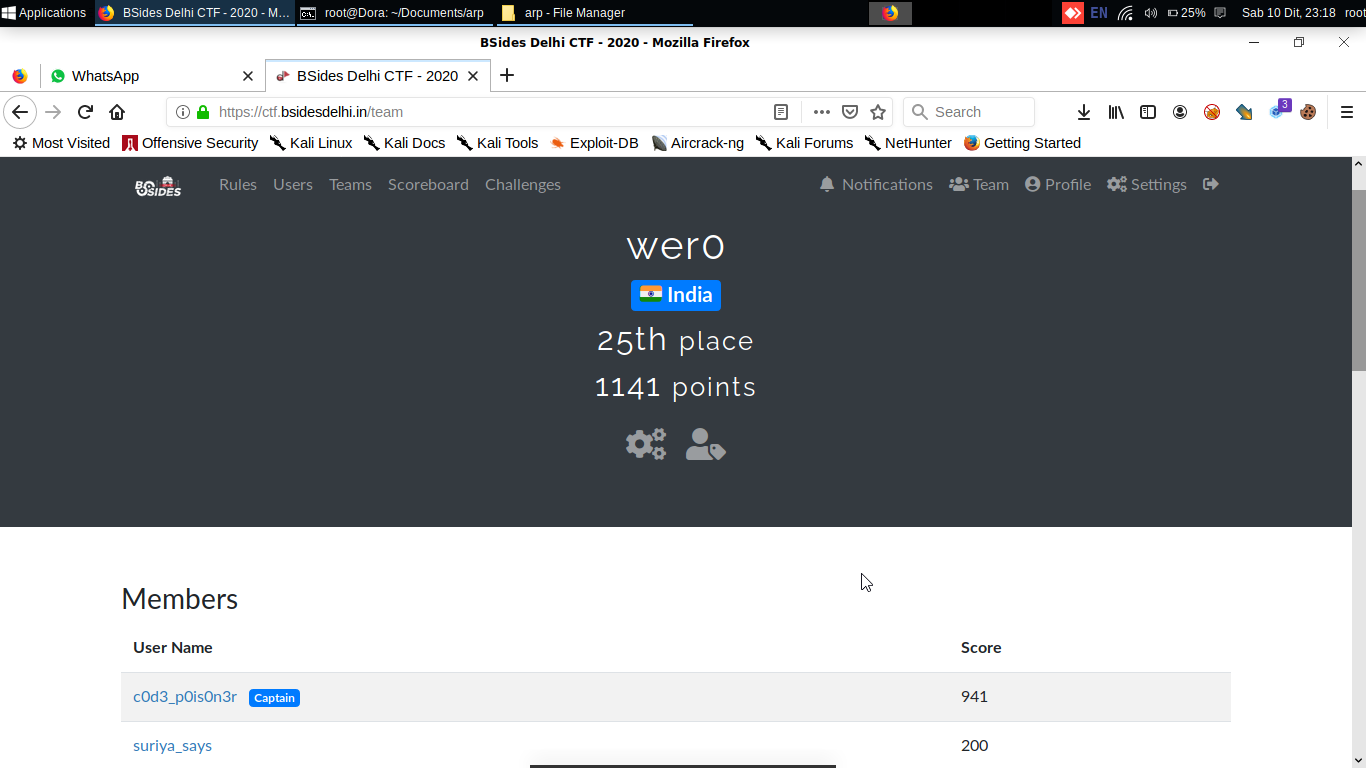 Applications BSides Delhi CTF - 2020 - M... root@Dora: ~/Documents/arp arp - File Manager EN 25% Sab 10 Dit, 23:18 root
BSides Delhi CTF - 2020 - Mozilla Firefox
WhatsApp BSides Delhi CTF - 2020
https://ctf.bsidesdelhi.in/team Search 3
Most Visited Offensive Security Kali Linux Kali Docs Kali Tools Exploit-DB Aircrack-ng Kali Forums NetHunter Getting Started
BSIDES Rules Users Teams Scoreboard Challenges Notifications Team Profile Settings
wer0
India
25th place
1141 points
Members
User Name Score
c0d3_p0is0n3r Captain 941
suriya_says 200